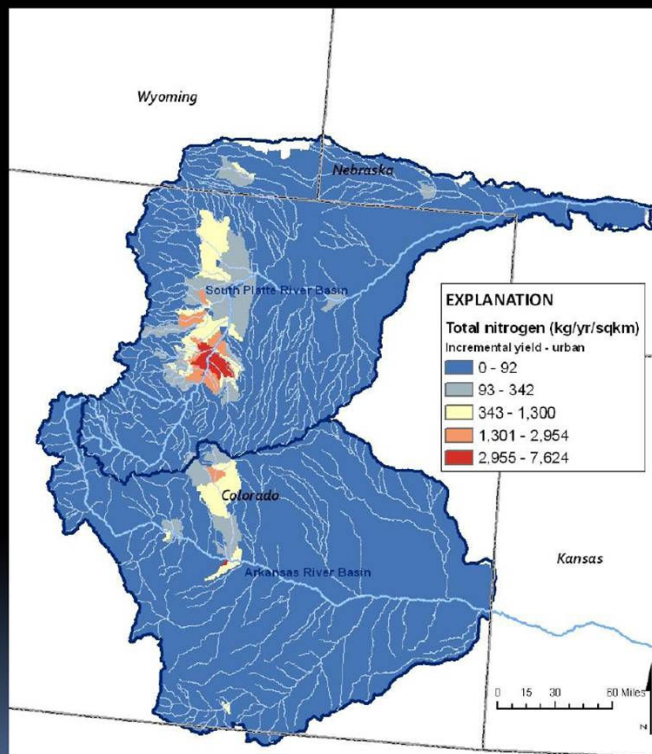 Wyoming
Nebraska
South Platte River Basin
EXPLANATION
Total nitrogen (kg/yr/sqkm)
Incremental yield - urban
0 - 92
93 - 342
343 - 1,300
1,301 - 2,954
2,955 - 7,624
Colorado
Kansas
Arkansas River Basin
0 15 30 60 Miles
N